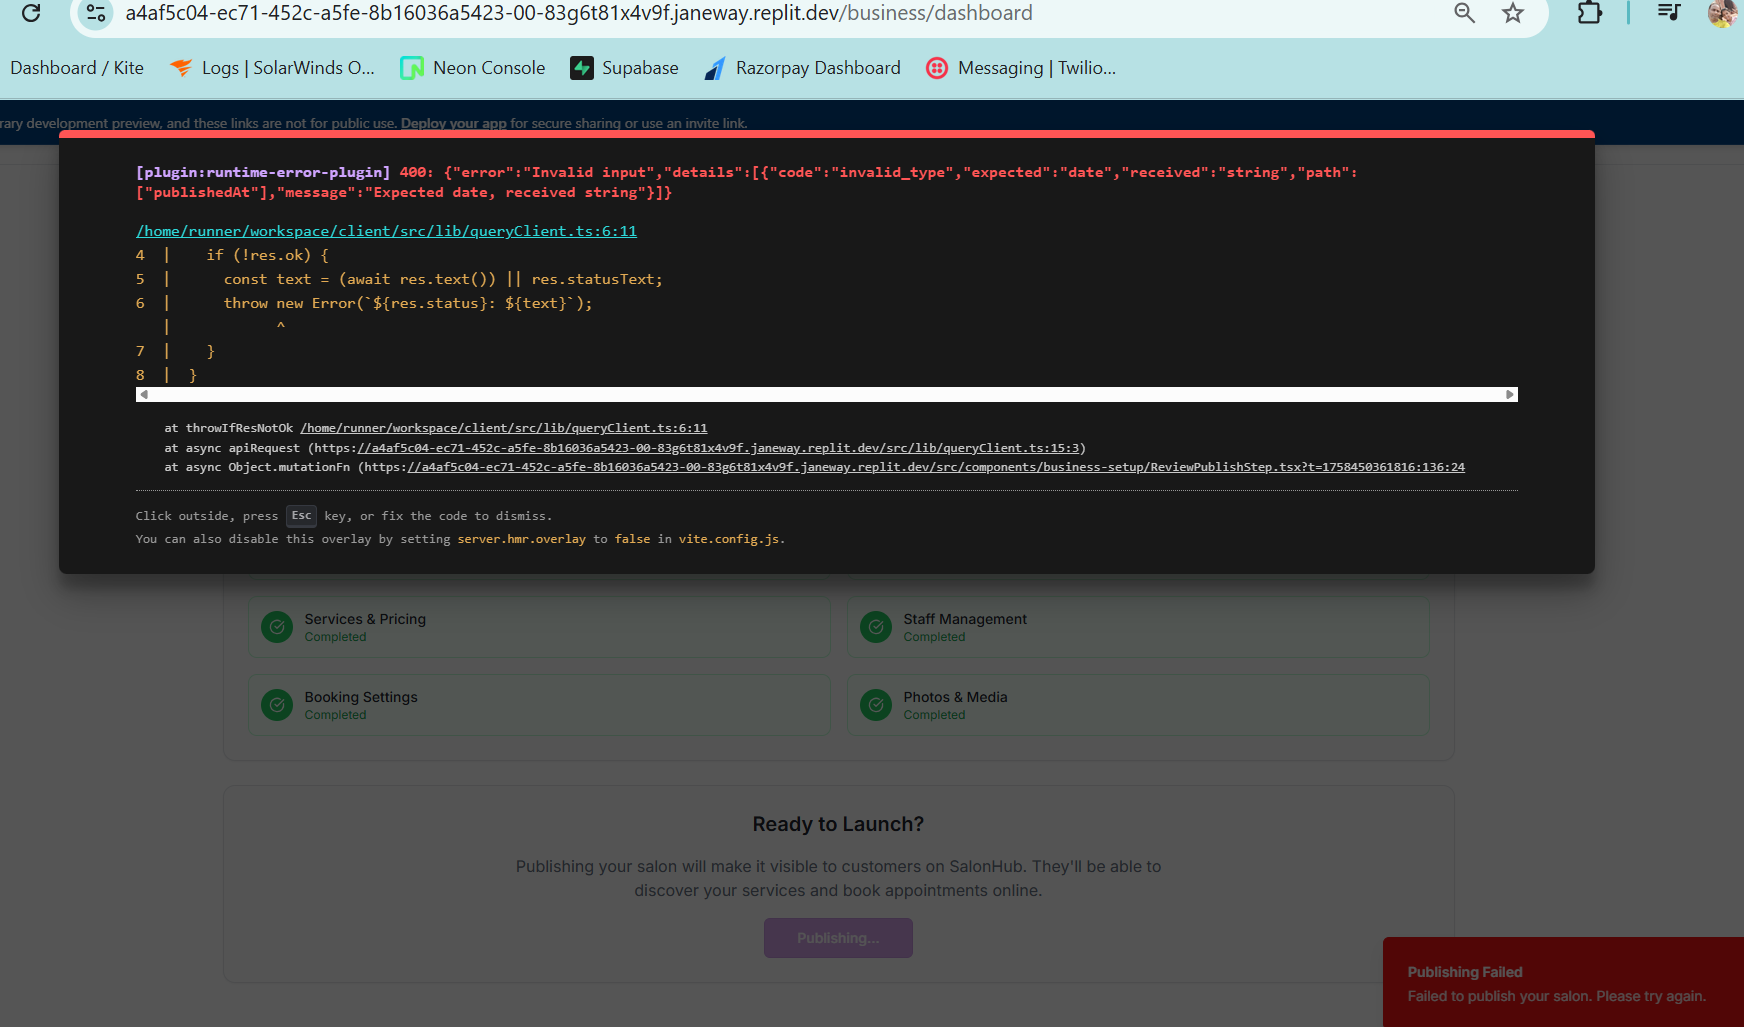 a4af5c04-ec71-452c-a5fe-8b16036a5423-00-83g6t81x4v9f.janeway.replit.dev/business/dashboard
Dashboard / Kite Logs | SolarWinds O... Neon Console Supabase Razorpay Dashboard Messaging | Twilio...
rary development preview, and these links are not for public use. Deploy your app for secure sharing or use an invite link.
[plugin:runtime-error-plugin] 400: {"error":"Invalid input","details":[{"code":"invalid_type","expected":"date","received":"string","path":
["publishedAt"],"message":"Expected date, received string"}]}
/home/runner/workspace/client/src/lib/queryClient.ts:6:11
4 | if (!res.ok) {
5 | const text = (await res.text()) || res.statusText;
6 | throw new Error(`${res.status}: ${text}`);
| ^
7 | }
8 | }
at throwIfResNotOk /home/runner/workspace/client/src/lib/queryClient.ts:6:11
at async apiRequest (https://a4af5c04-ec71-452c-a5fe-8b16036a5423-00-83g6t81x4v9f.janeway.replit.dev/src/lib/queryClient.ts:15:3)
at async Object.mutationFn (https://a4af5c04-ec71-452c-a5fe-8b16036a5423-00-83g6t81x4v9f.janeway.replit.dev/src/components/business-setup/ReviewPublishStep.tsx?t=1758450361816:136:24
Click outside, press Esc key, or fix the code to dismiss.
You can also disable this overlay by setting server.hmr.overlay to false in vite.config.js.
Services & Pricing
Completed
Staff Management
Completed
Booking Settings
Completed
Photos & Media
Completed
Ready to Launch?
Publishing your salon will make it visible to customers on SalonHub. They'll be able to
discover your services and book appointments online.
Publishing...
Publishing Failed
Failed to publish your salon. Please try again.